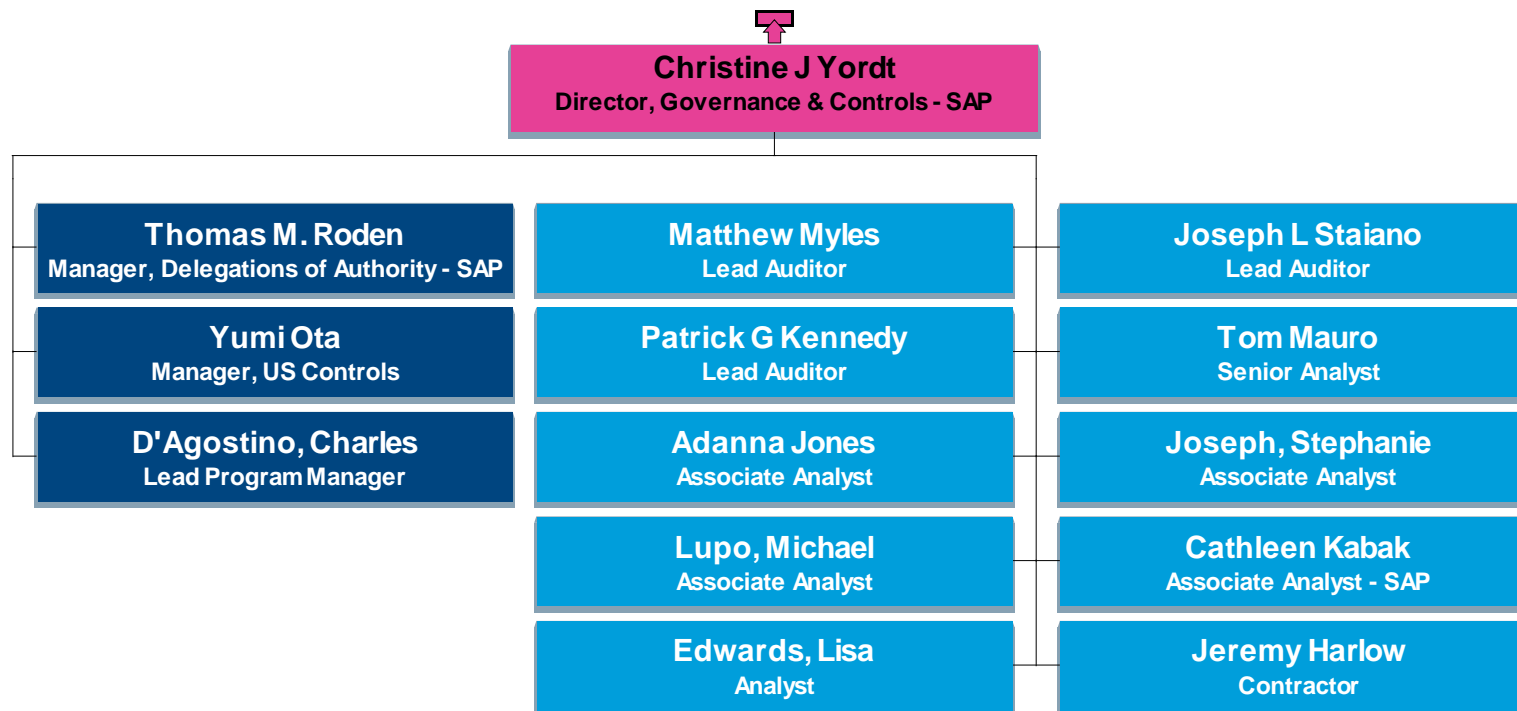 Christine J Yordt
Director, Governance & Controls - SAP
Thomas M. Roden
Manager, Delegations of Authority - SAP
Yumi Ota
Manager, US Controls
D'Agostino, Charles
Lead Program Manager
Matthew Myles
Lead Auditor
Patrick G Kennedy
Lead Auditor
Adanna Jones
Associate Analyst
Lupo, Michael
Associate Analyst
Edwards, Lisa
Analyst
Joseph L Staiano
Lead Auditor
Tom Mauro
Senior Analyst
Joseph, Stephanie
Associate Analyst
Cathleen Kabak
Associate Analyst - SAP
Jeremy Harlow
Contractor